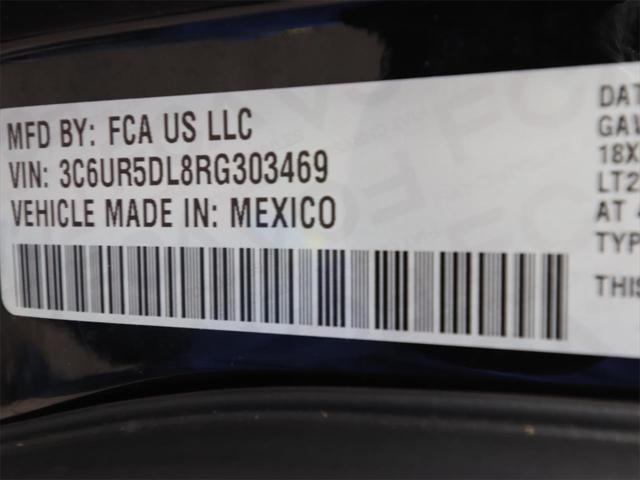 MFD BY: FCA US LLC
VIN: 3C6UR5DL8RG303469
VEHICLE MADE IN: MEXICO
DAT
GAV
18X
LT2
AT
TYP
THIS